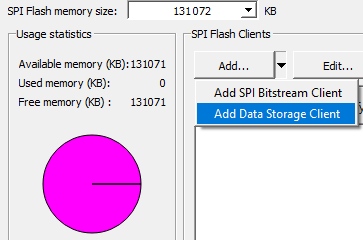 SPI Flash memory size: 131072 KB
Usage statistics
Available memory (KB): 131071
Used memory (KB): 0
Free memory (KB) : 131071
SPI Flash Clients
Add... Edit...
Add SPI Bitstream Client
Add Data Storage Client